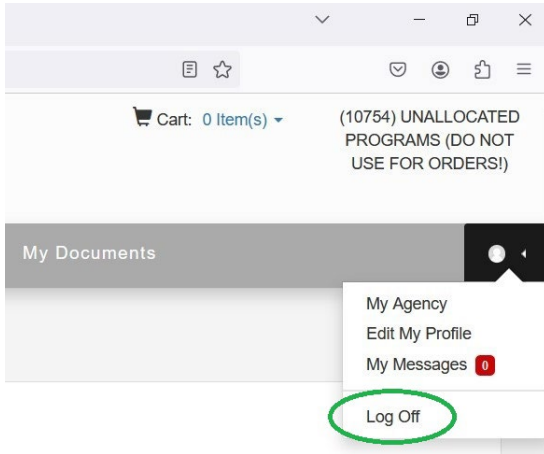 Cart: 0 Item(s)
(10754) UNALLOCATED
PROGRAMS (DO NOT
USE FOR ORDERS!)
My Documents
My Agency
Edit My Profile
My Messages 0
Log Off